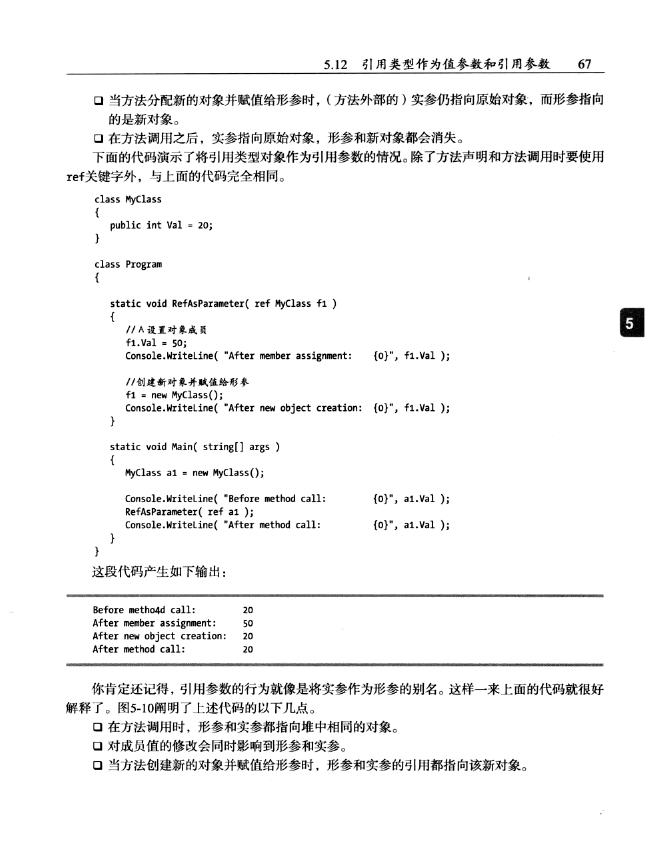 5.12 引用类型作为值参数和引用参数 67
❑ 当方法分配新的对象并赋值给形参时，（方法外部的）实参仍指向原始对象，而形参指向
的是新对象。
❑ 在方法调用之后，实参指向原始对象，形参和新对象都会消失。
下面的代码演示了将引用类型对象作为引用参数的情况。除了方法声明和方法调用时要使用
ref关键字外，与上面的代码完全相同。
class MyClass
{
public int Val = 20;
}
class Program
{
static void RefAsParameter( ref MyClass f1 )
{
//∧设置对象成员
f1.Val = 50;
Console.WriteLine( "After member assignment: {0}", f1.Val );
//创建新对象并赋值给形参
f1 = new MyClass();
Console.WriteLine( "After new object creation: {0}", f1.Val );
}
static void Main( string[] args )
{
MyClass a1 = new MyClass();
Console.WriteLine( "Before method call: {0}", a1.Val );
RefAsParameter( ref a1 );
Console.WriteLine( "After method call: {0}", a1.Val );
}
}
5
这段代码产生如下输出：
Before metho4d call: 20
After member assignment: 50
After new object creation: 20
After method call: 20
你肯定还记得，引用参数的行为就像是将实参作为形参的别名。这样一来上面的代码就很好
解释了。图5-10阐明了上述代码的以下几点。
❑ 在方法调用时，形参和实参都指向堆中相同的对象。
❑ 对成员值的修改会同时影响到形参和实参。
❑ 当方法创建新的对象并赋值给形参时，形参和实参的引用都指向该新对象。